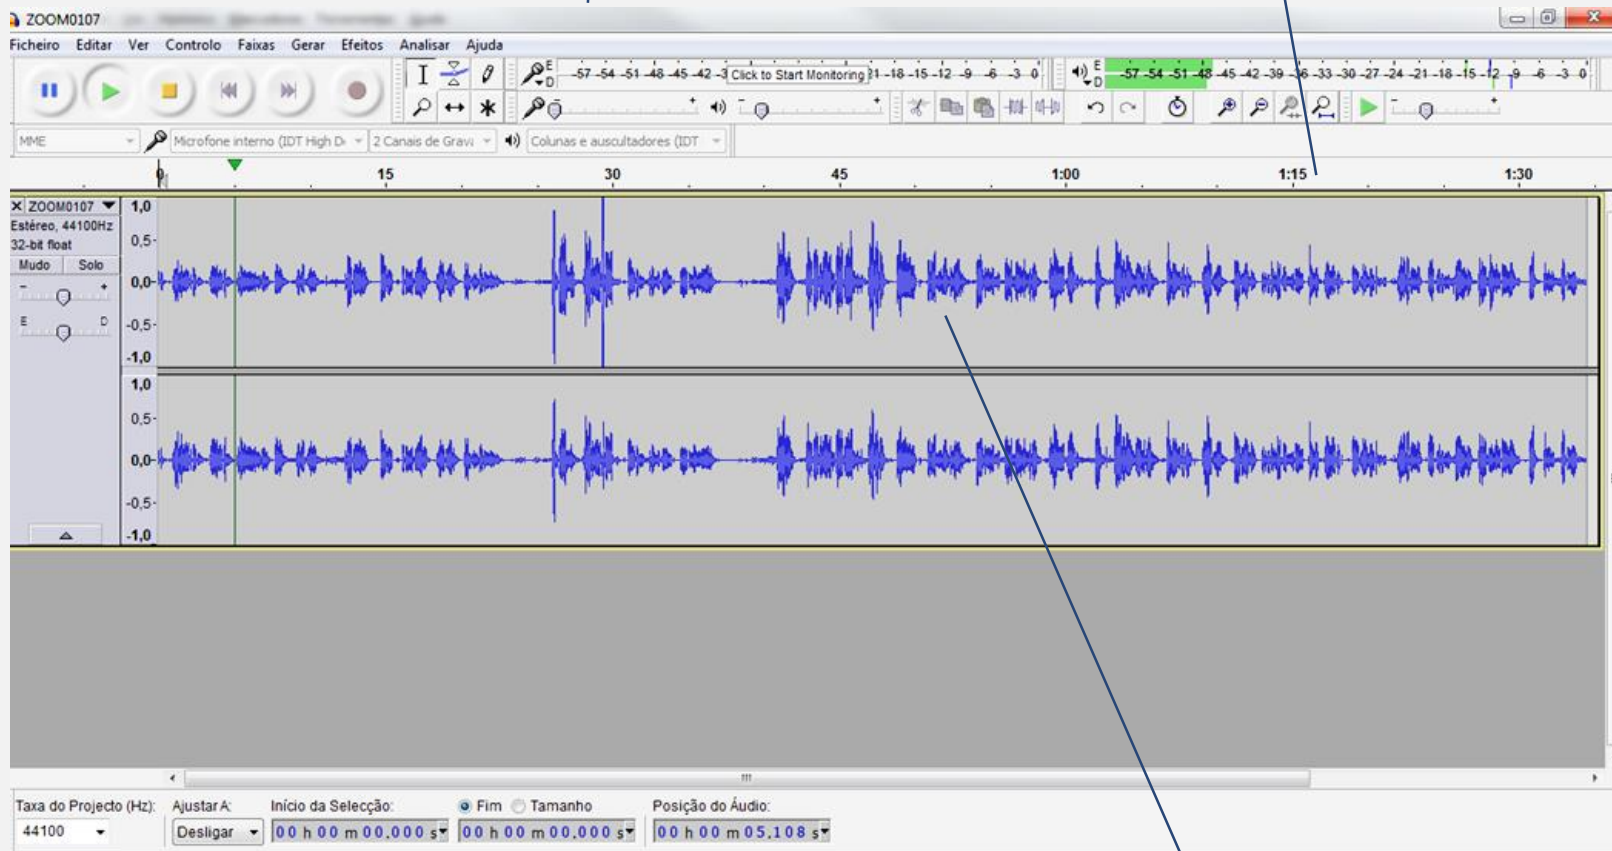 ZOOM0107
Ficheiro Editar Ver Controlo Faixas Gerar Efeitos Analisar Ajuda
E D -57 -54 -51 -48 -45 -42 -3 Click to Start Monitoring 1 -18 -15 -12 -9 -6 -3 0 E D -57 -54 -51 -48 -45 -42 -39 -36 -33 -30 -27 -24 -21 -18 -15 -12 -9 -6 -3 0
MME Microfone interno (IDT High D 2 Canais de Grava Colunas e auscultadores (IDT
0 15 30 45 1:00 1:15 1:30
X ZOOM0107 1,0
Estéreo, 44100Hz
32-bit float 0,5-
Mudo Solo
- + 0,0-
E D -0,5-
-1,0
1,0
0,5-
0,0-
-0,5-
-1,0
Taxa do Projecto (Hz): Ajustar A: Início da Selecção: Fim Tamanho Posição do Áudio:
44100 Desligar 00 h 00 m 00.000 s 00 h 00 m 00.000 s 00 h 00 m 05.108 s